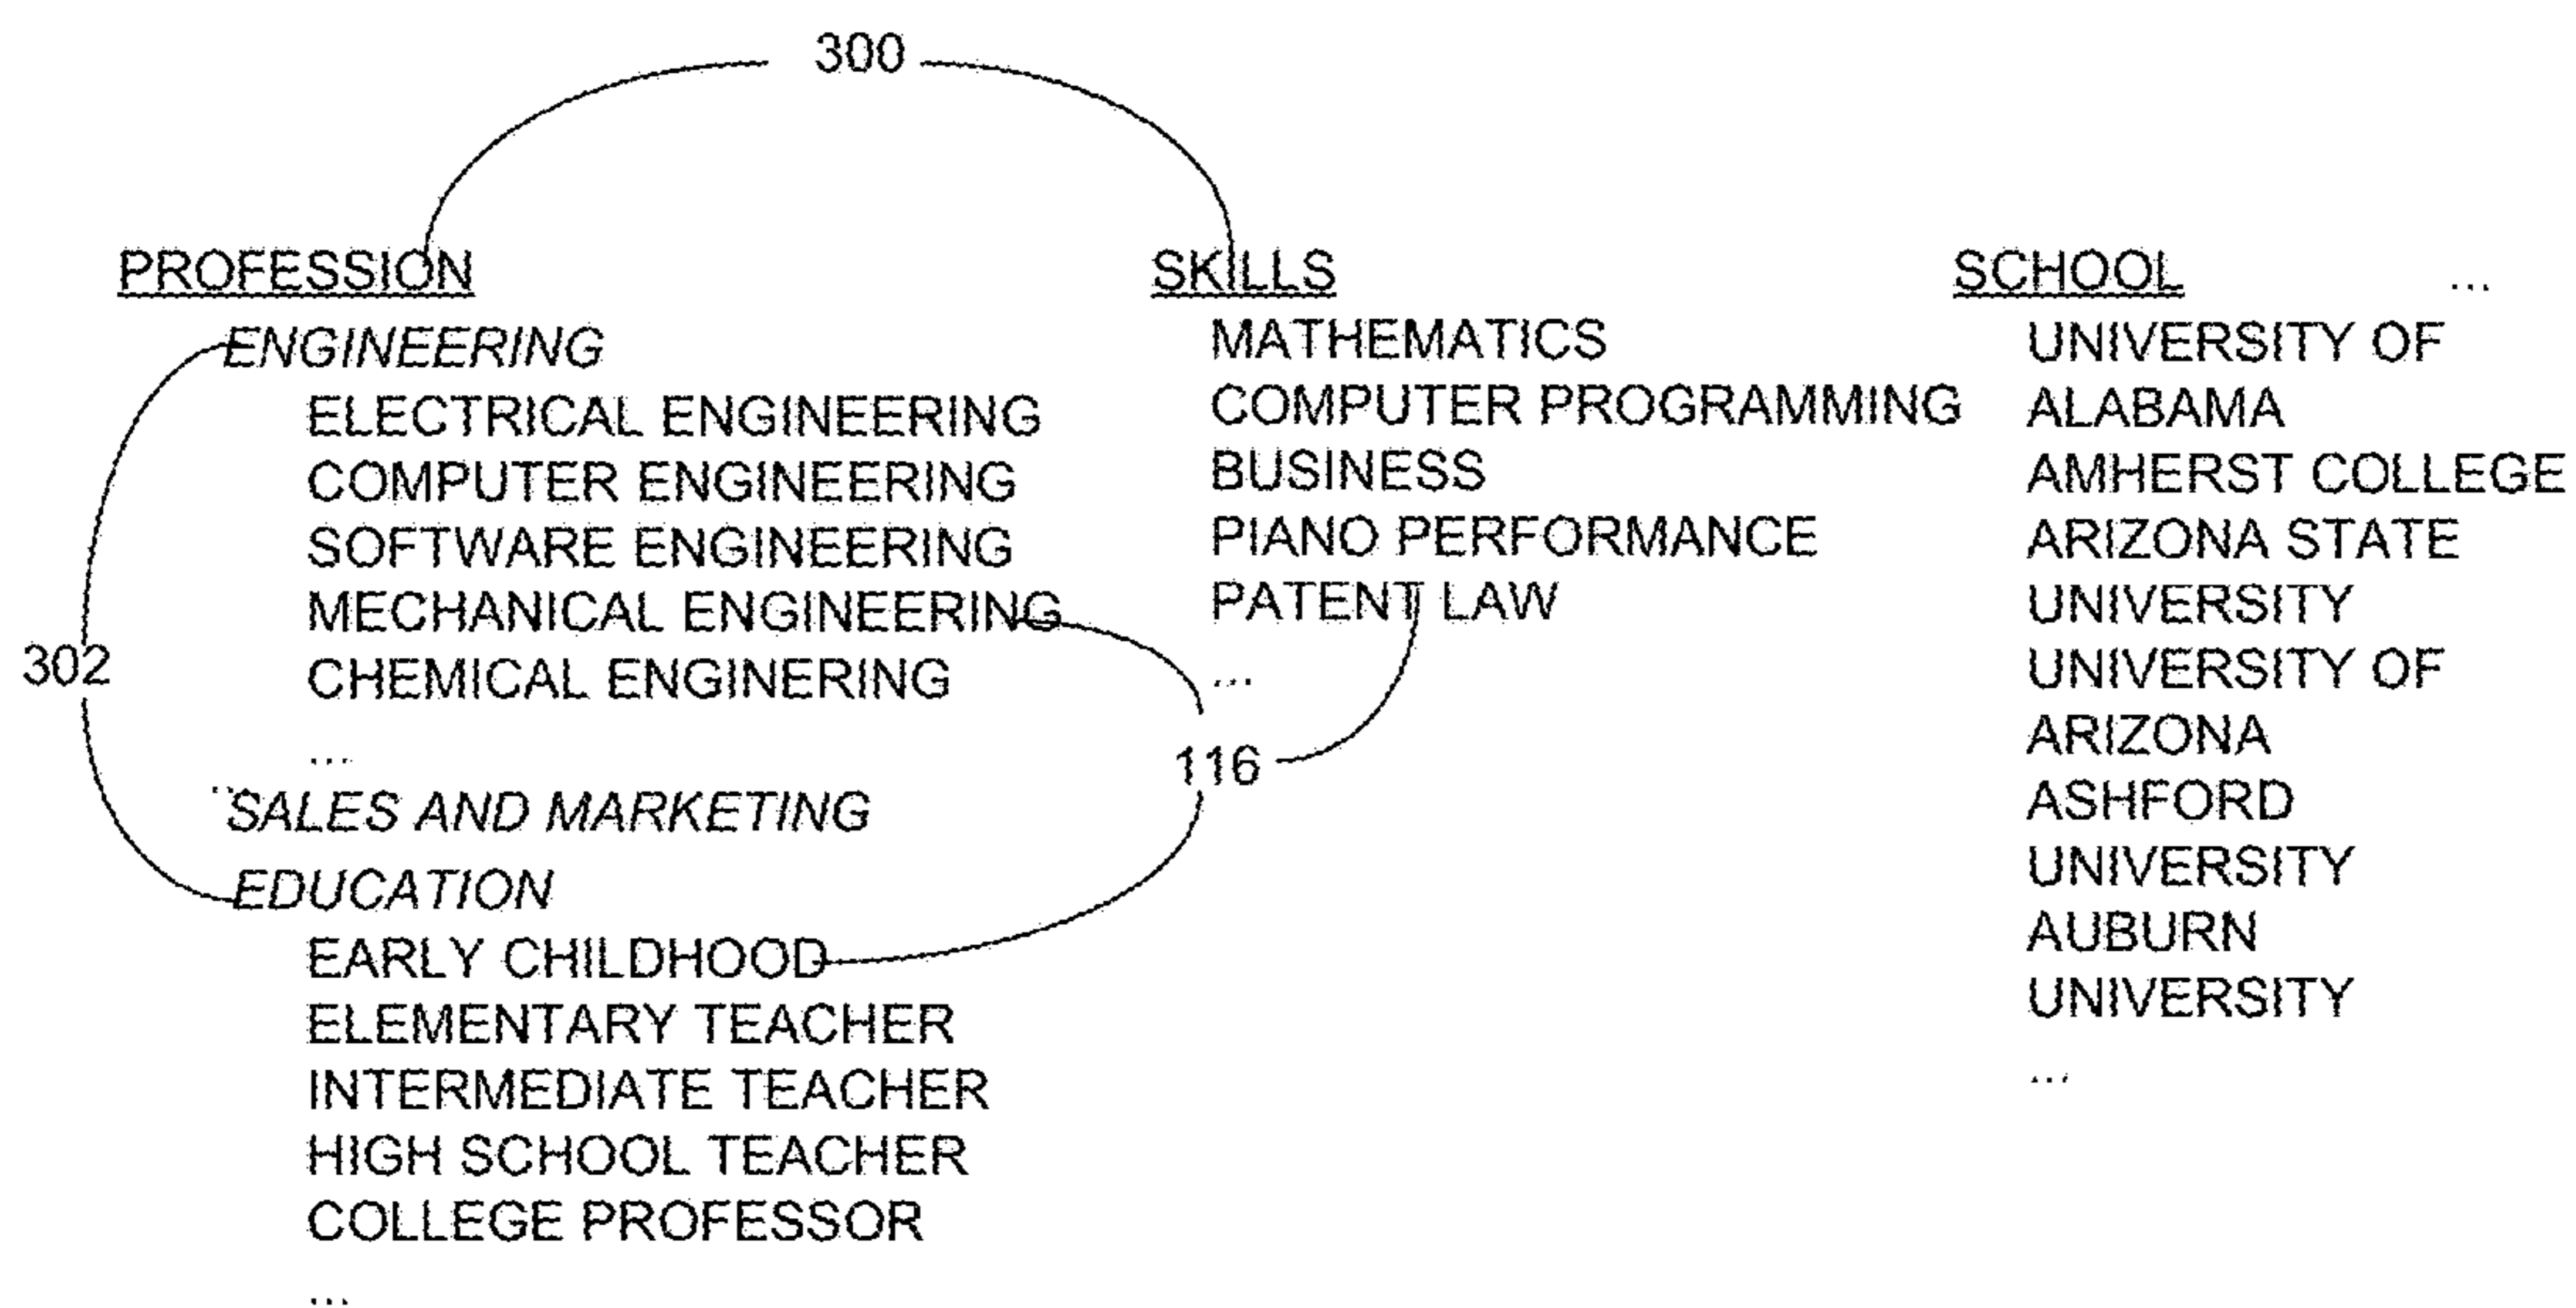 300
PROFESSION
ENGINEERING
ELECTRICAL ENGINEERING
COMPUTER ENGINEERING
SOFTWARE ENGINEERING
MECHANICAL ENGINEERING
CHEMICAL ENGINERING
...
SALES AND MARKETING
EDUCATION
EARLY CHILDHOOD
ELEMENTARY TEACHER
INTERMEDIATE TEACHER
HIGH SCHOOL TEACHER
COLLEGE PROFESSOR
...
302
SKILLS
MATHEMATICS
COMPUTER PROGRAMMING
BUSINESS
PIANO PERFORMANCE
PATENT LAW
...
116
SCHOOL
UNIVERSITY OF
ALABAMA
AMHERST COLLEGE
ARIZONA STATE
UNIVERSITY
UNIVERSITY OF
ARIZONA
ASHFORD
UNIVERSITY
AUBURN
UNIVERSITY
...
...